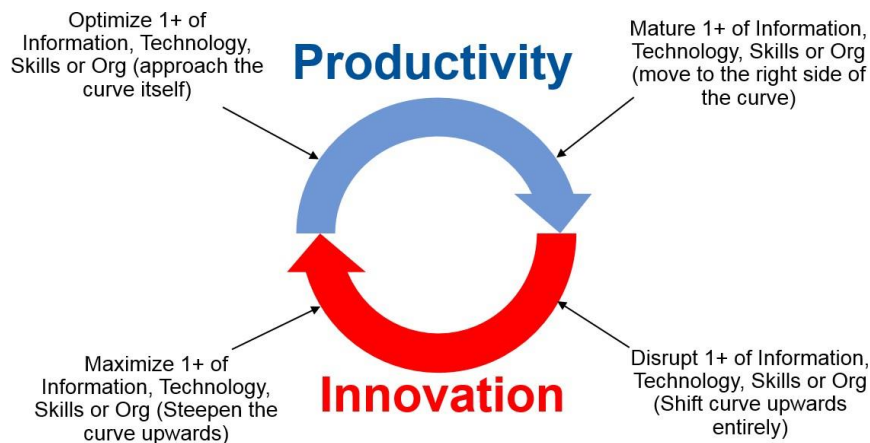 Optimize 1+ of
Information, Technology,
Skills or Org (approach the
curve itself)
Productivity
Mature 1+ of Information,
Technology, Skills or Org
(move to the right side of
the curve)
Maximize 1+ of
Information, Technology,
Skills or Org (Steepen the
curve upwards)
Innovation
Disrupt 1+ of Information,
Technology, Skills or Org
(Shift curve upwards
entirely)